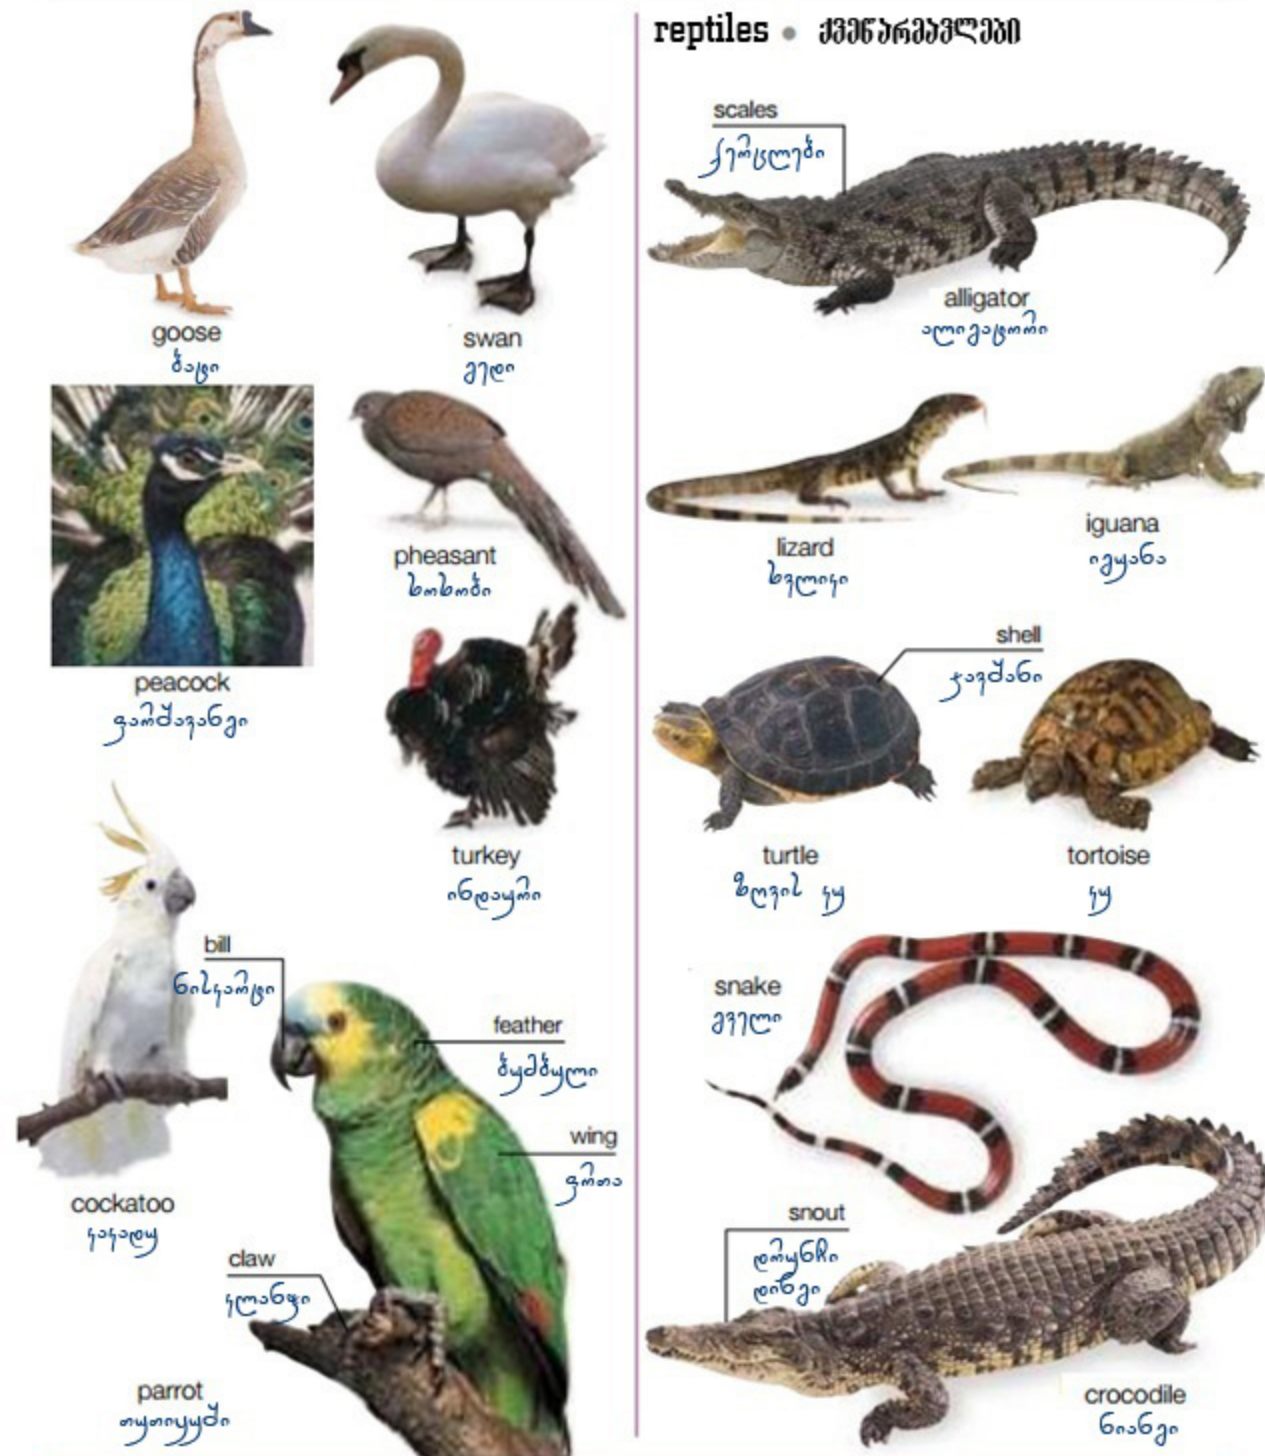 goose
ბატი
swan
გედი
peacock
ფარშავანგი
pheasant
ხოხობი
turkey
ინდაური
cockatoo
კაკადუ
bill
ნისკარტი
feather
ბუმბული
wing
ფრთა
claw
კლანჭი
parrot
თუთიყუში
reptiles • ქვეწარმავლები
scales
ქერცლები
alligator
ალიგატორი
lizard
ხვლიკი
iguana
იგუანა
shell
ჯავშანი
turtle
ზღვის კუ
tortoise
კუ
snake
გველი
snout
დრუნჩი
დინგი
crocodile
ნიანგი